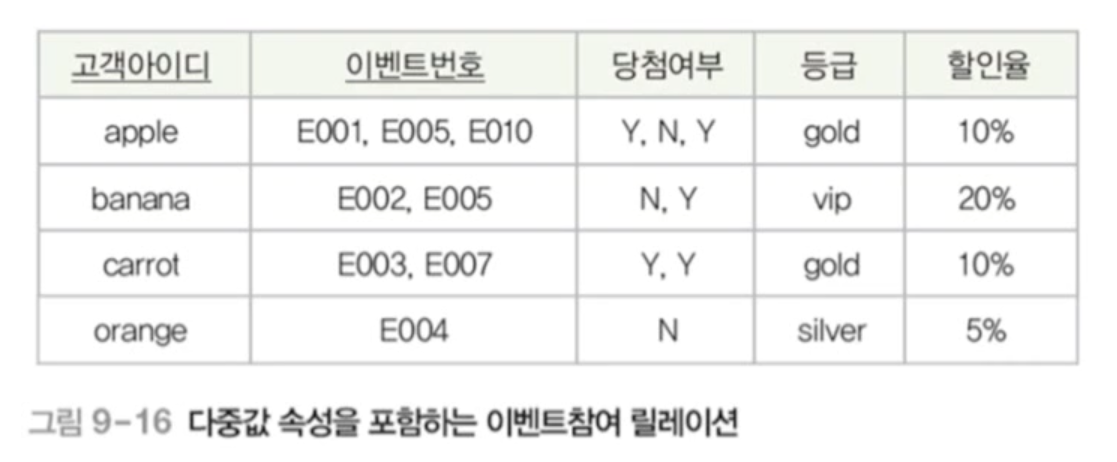 고객아이디 이벤트번호 당첨여부 등급 할인율
apple E001, E005, E010 Y, N, Y gold 10%
banana E002, E005 N, Y vip 20%
carrot E003, E007 Y, Y gold 10%
orange E004 N silver 5%
그림 9-16 다중값 속성을 포함하는 이벤트참여 릴레이션